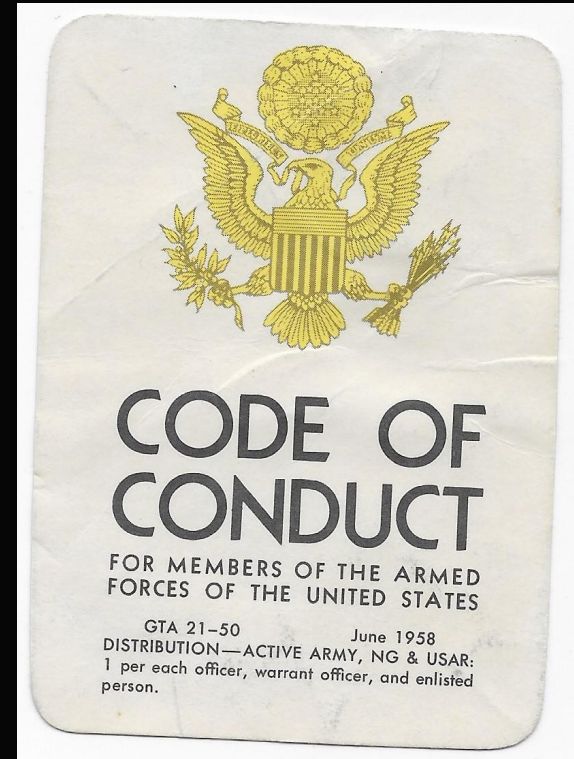 CODE OF
CONDUCT
FOR MEMBERS OF THE ARMED
FORCES OF THE UNITED STATES
GTA 21-50 June 1958
DISTRIBUTION—ACTIVE ARMY, NG & USAR:
1 per each officer, warrant officer, and enlisted
person.